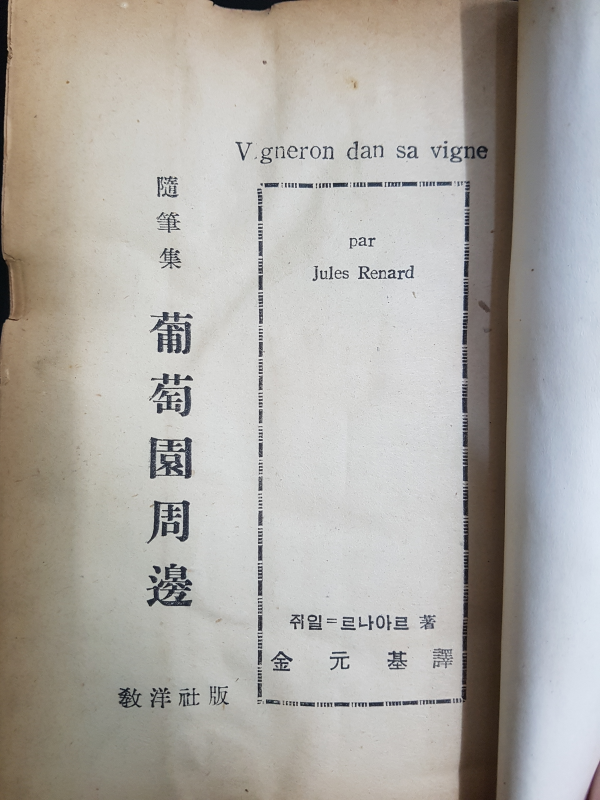 V.gneron dan sa vigne
par
Jules Renard
隨筆集
葡萄園周邊
쥐일=르나아르 著
金元基譯
敎洋社版